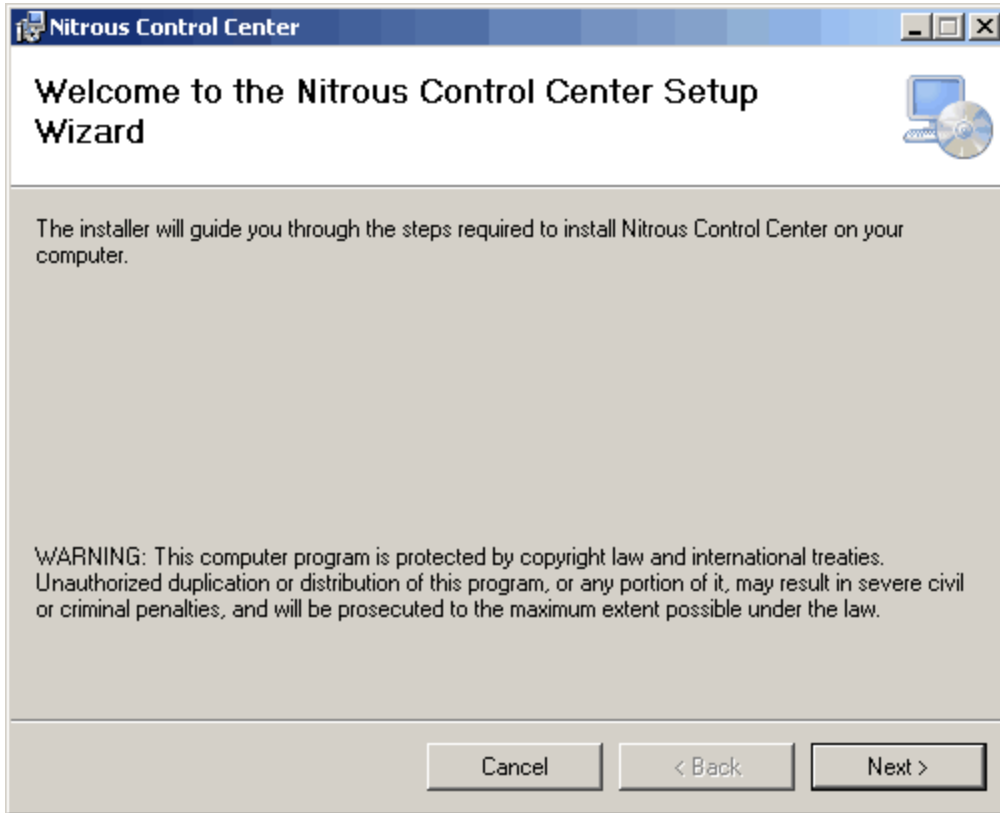 Nitrous Control Center
Welcome to the Nitrous Control Center Setup
Wizard
The installer will guide you through the steps required to install Nitrous Control Center on your
computer.
WARNING: This computer program is protected by copyright law and international treaties.
Unauthorized duplication or distribution of this program, or any portion of it, may result in severe civil
or criminal penalties, and will be prosecuted to the maximum extent possible under the law.
Cancel
< Back
Next >